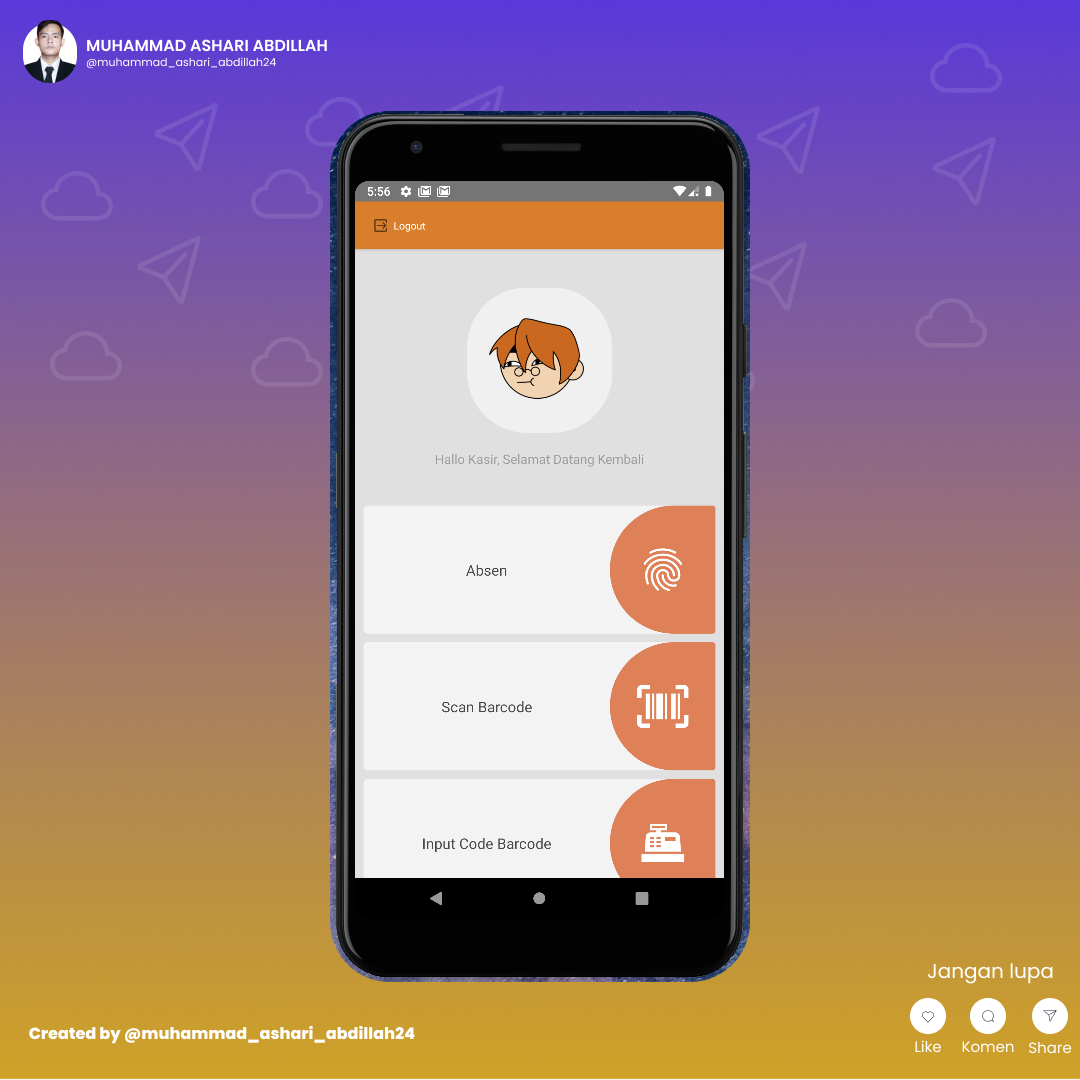 MUHAMMAD ASHARI ABDILLAH
@muhammad_ashari_abdillah24
5:56
Logout
Hallo Kasir, Selamat Datang Kembali
Absen
Scan Barcode
Input Code Barcode
Jangan lupa
Like Komen Share
Created by @muhammad_ashari_abdillah24